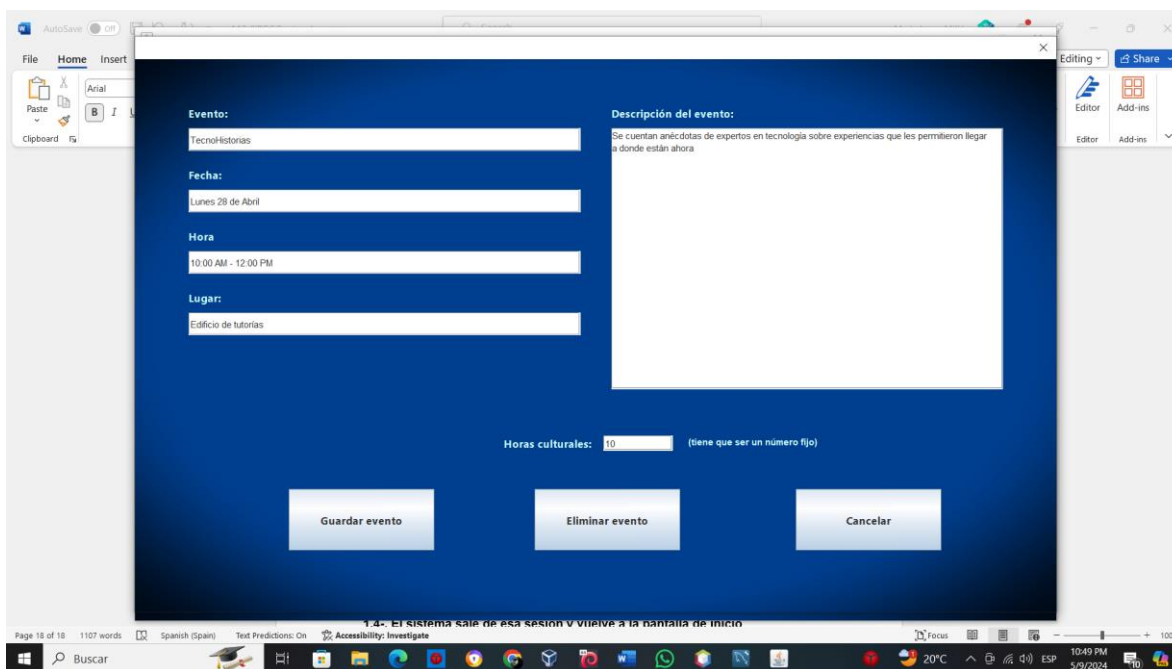 AutoSave Off
File Home Insert
Editing
Share
Paste
Arial
B I U
Editor
Add-ins
Clipboard
Editor
Add-ins
Evento:
TecnoHistorias
Fecha:
Lunes 28 de Abril
Hora
10:00 AM - 12:00 PM
Lugar:
Edificio de tutorías
Descripción del evento:
Se cuentan anécdotas de expertos en tecnología sobre experiencias que les permitieron llegar
a donde están ahora
Horas culturales: 10 (tiene que ser un número fijo)
Guardar evento Eliminar evento Cancelar
1.4-. El sistema sale de esa sesión y vuelve a la pantalla de inicio
Page 18 of 18 1107 words Spanish (Spain) Text Predictions: On Accessibility: Investigate Focus 100
Buscar 20°C ESP 10:49 PM
5/9/2024